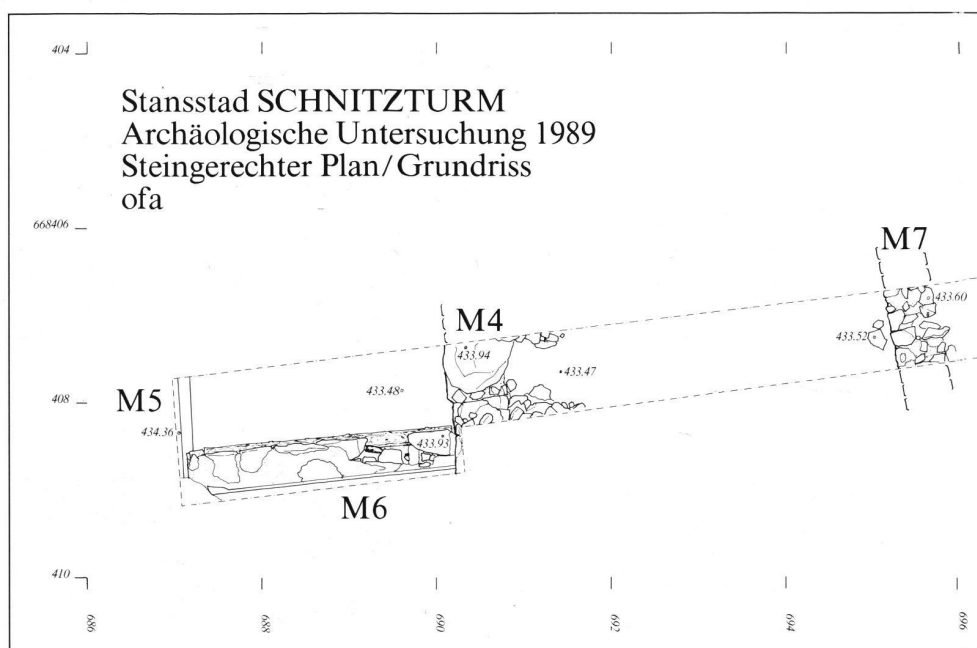 404
Stansstad SCHNITZTURM
Archäologische Untersuchung 1989
Steingerechter Plan/Grundriss
ofa
668406
M7
433.60
433.52
M4
433.94
433.47
433.48
M5
408
434.36
433.93
M6
410
686
688
690
692
694
696